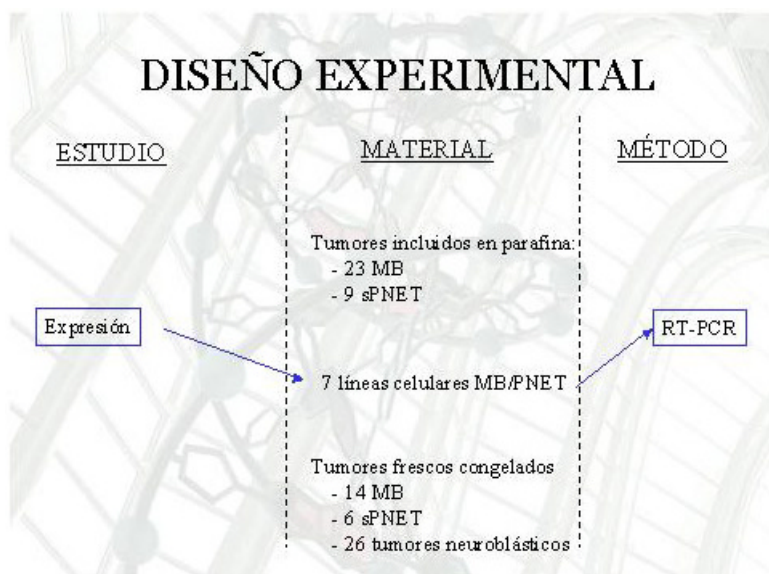 DISEÑO EXPERIMENTAL
ESTUDIO
MATERIAL
MÉTODO
Tumores incluidos en parafina:
- 23 MB
- 9 sPNET
Expresión
RT-PCR
7 líneas celulares MB/PNET
Tumores frescos congelados
- 14 MB
- 6 sPNET
- 26 tumores neuroblásticos